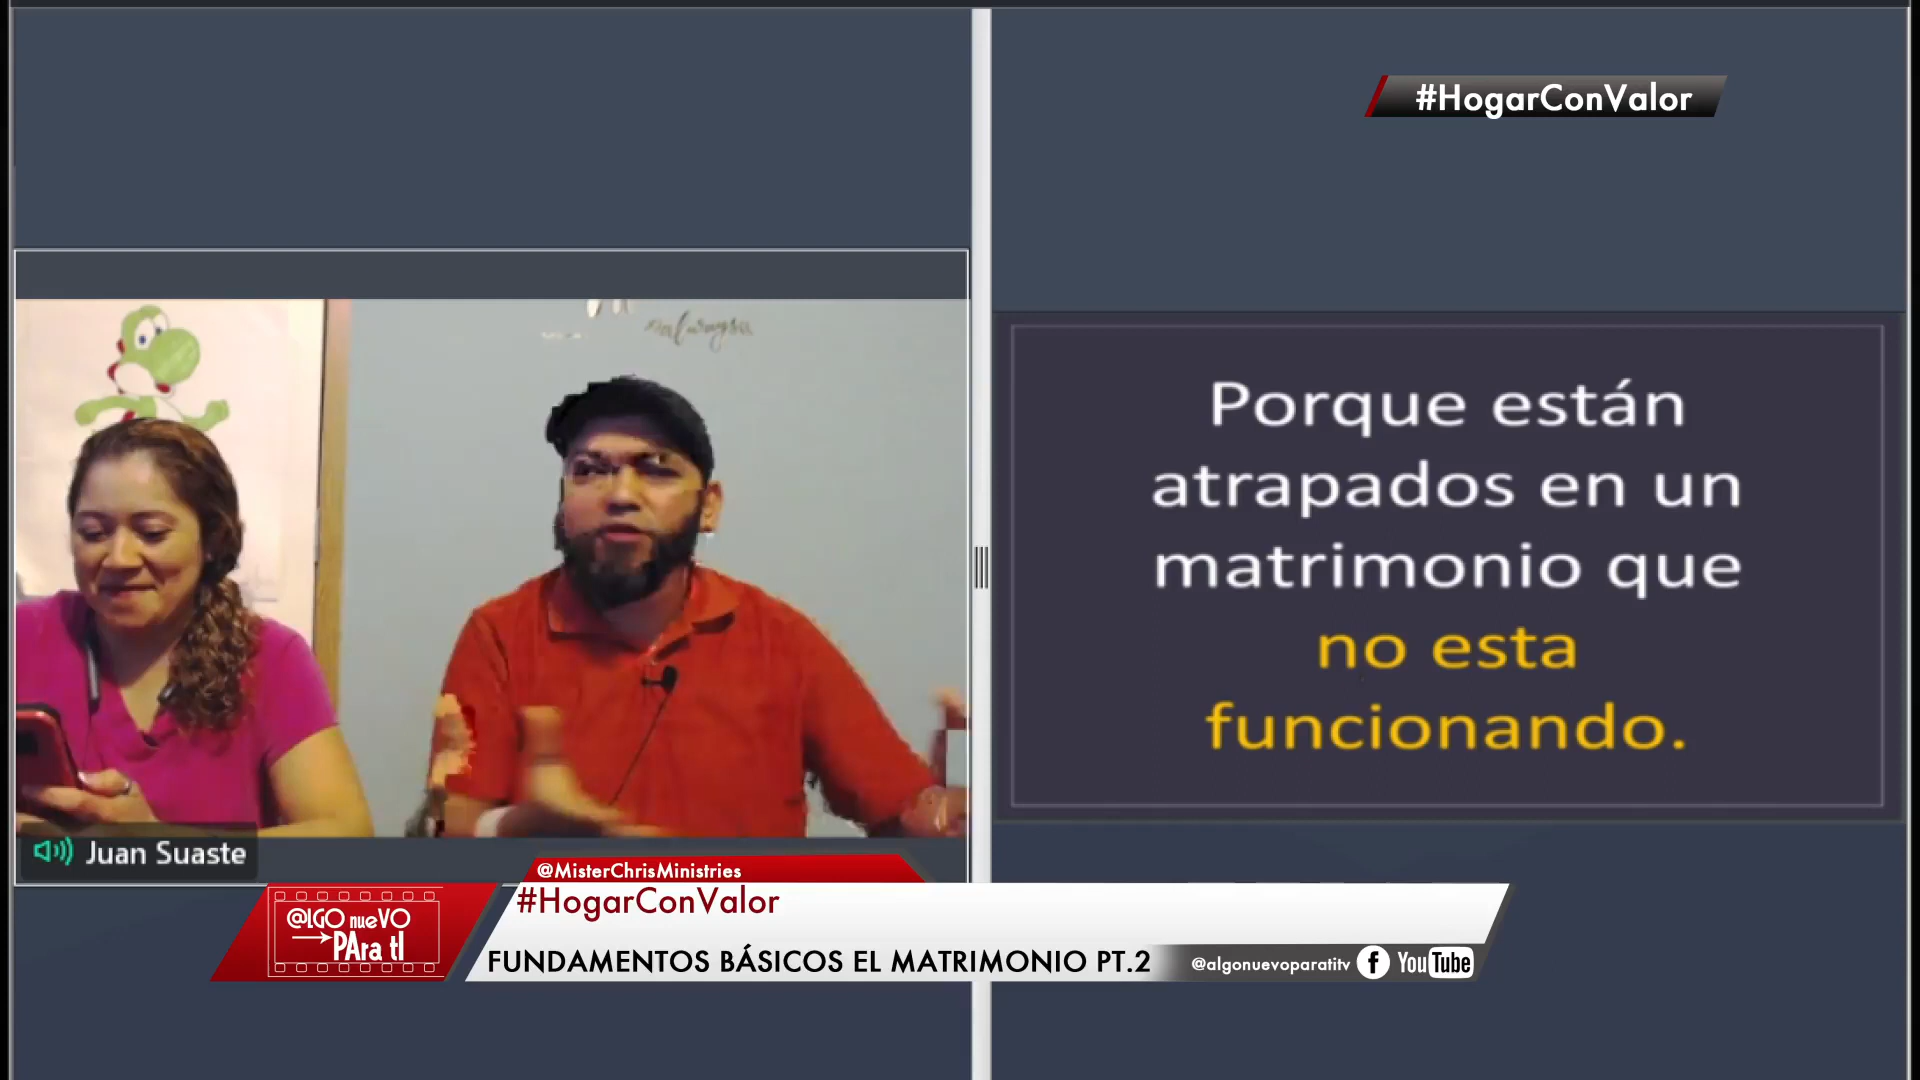 #HogarConValor
always
Porque están
atrapados en un
matrimonio que
no esta
funcionando.
Juan Suaste
@MisterChrisMinistries
#HogarConValor
@LGO nueVO
PAra tI
FUNDAMENTOS BÁSICOS EL MATRIMONIO PT.2
@algonuevoparatitv f YouTube